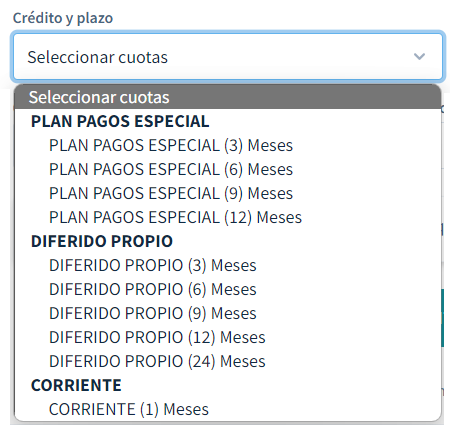 Crédito y plazo
Seleccionar cuotas
Seleccionar cuotas
PLAN PAGOS ESPECIAL
PLAN PAGOS ESPECIAL (3) Meses
PLAN PAGOS ESPECIAL (6) Meses
PLAN PAGOS ESPECIAL (9) Meses
PLAN PAGOS ESPECIAL (12) Meses
DIFERIDO PROPIO
DIFERIDO PROPIO (3) Meses
DIFERIDO PROPIO (6) Meses
DIFERIDO PROPIO (9) Meses
DIFERIDO PROPIO (12) Meses
DIFERIDO PROPIO (24) Meses
CORRIENTE
CORRIENTE (1) Meses